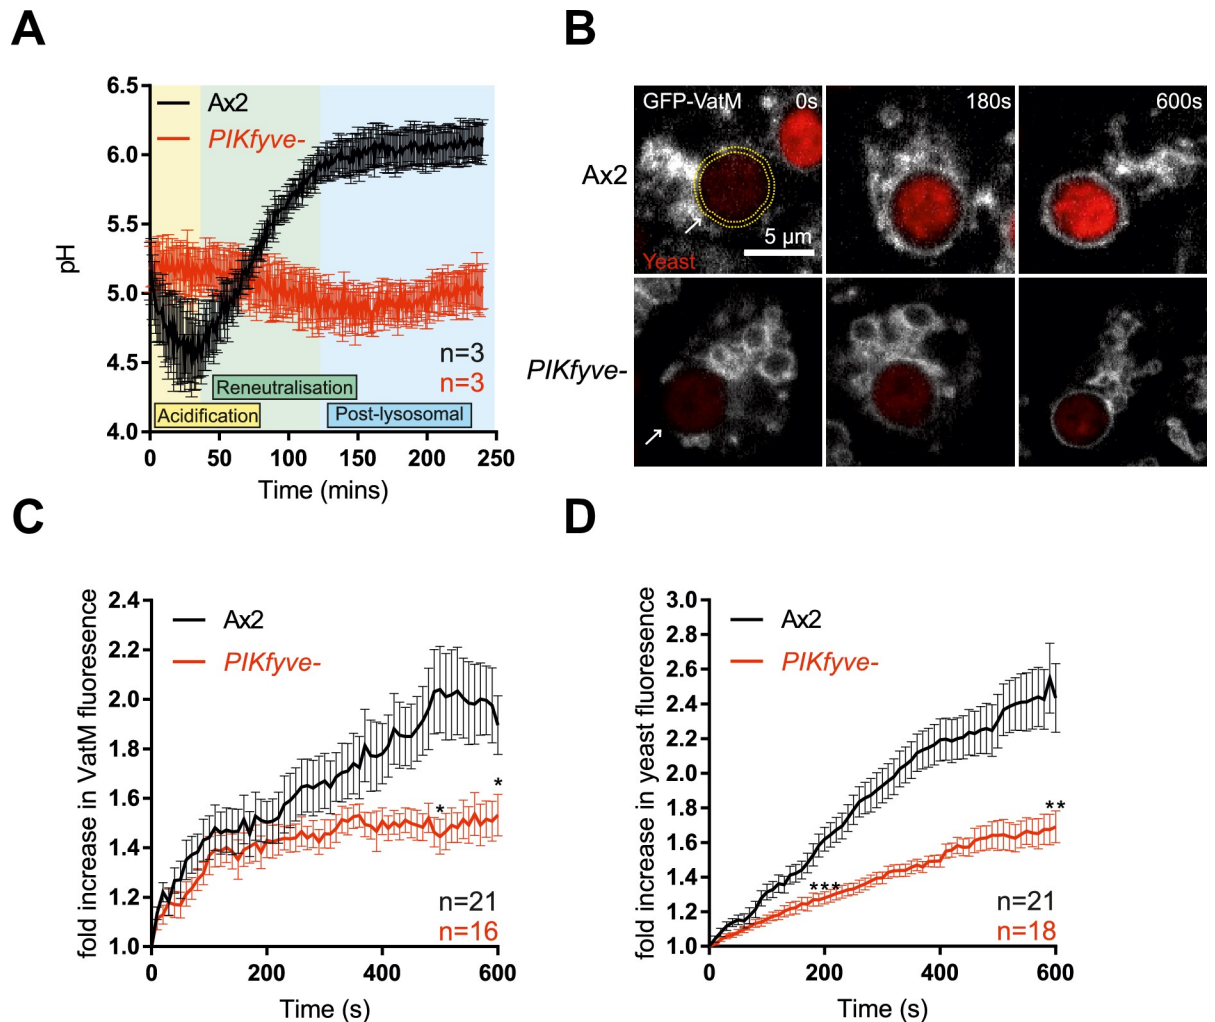 A
6.5
6.0
5.5
5.0
4.5
4.0
pH
Ax2
PIKfyve-
n=3
n=3
Reneutralisation
Acidification
Post-lysosomal
0
50
100
150
200
250
Time (mins)
B
GFP-VatM
0s
180s
600s
Ax2
5 µm
Yeast
PIKfyve-
C
2.4
2.2
2.0
1.8
1.6
1.4
1.2
1.0
fold increase in VatM fluoresence
Ax2
PIKfyve-
*
*
n=21
n=16
0
200
400
600
Time (s)
D
3.0
2.8
2.6
2.4
2.2
2.0
1.8
1.6
1.4
1.2
1.0
fold increase in yeast fluoresence
Ax2
PIKfyve-
***
**
n=21
n=18
0
200
400
600
Time (s)